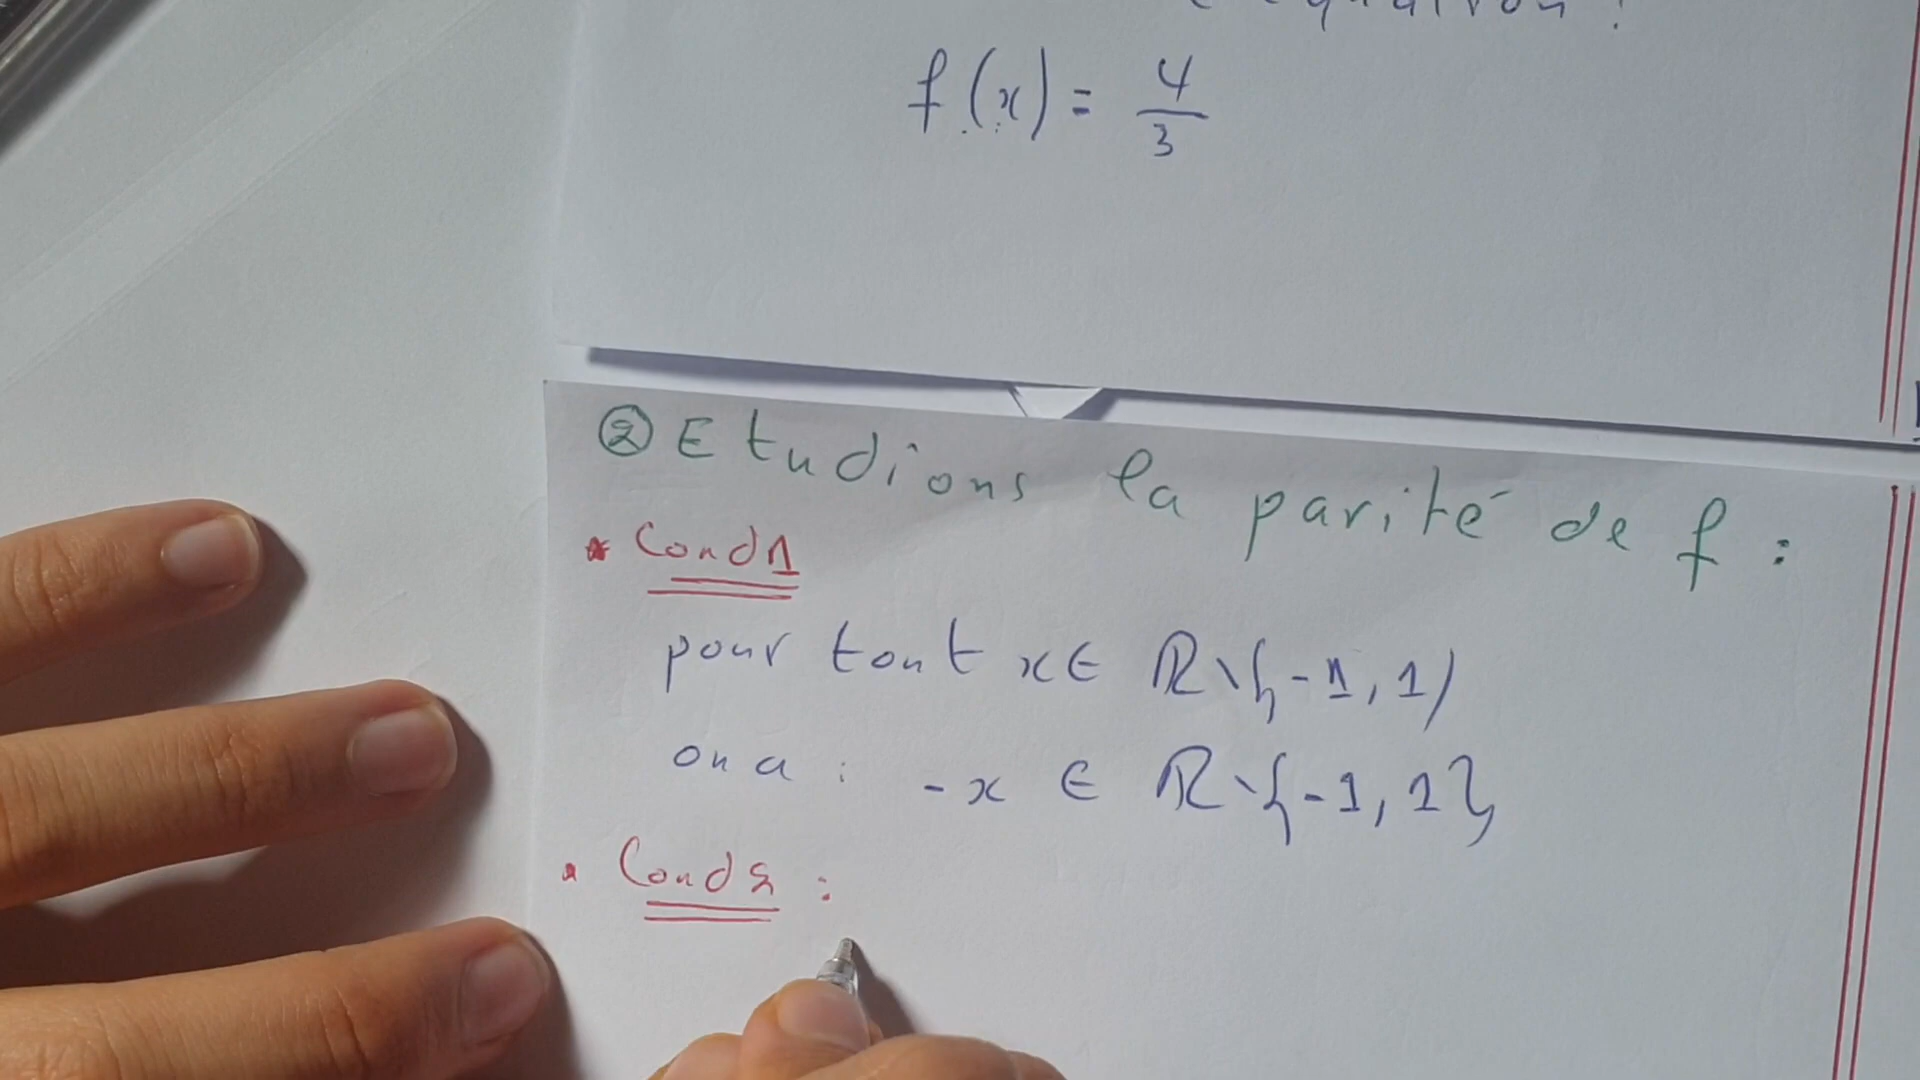 f(x) = 4/3
② Etudions la parité de f :
* Cond1
pour tout x ∈ ℝ\{-1, 1}
on a : -x ∈ ℝ\{-1, 1}
• Cond2 :